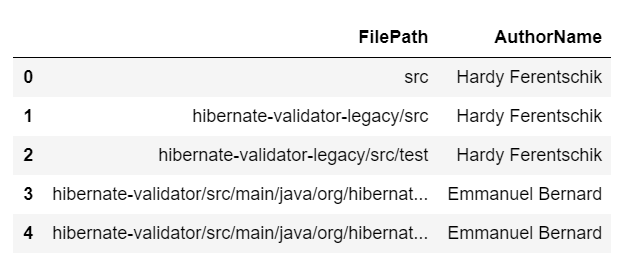 FilePath AuthorName
0 src Hardy Ferentschik
1 hibernate-validator-legacy/src Hardy Ferentschik
2 hibernate-validator-legacy/src/test Hardy Ferentschik
3 hibernate-validator/src/main/java/org/hibernat... Emmanuel Bernard
4 hibernate-validator/src/main/java/org/hibernat... Emmanuel Bernard